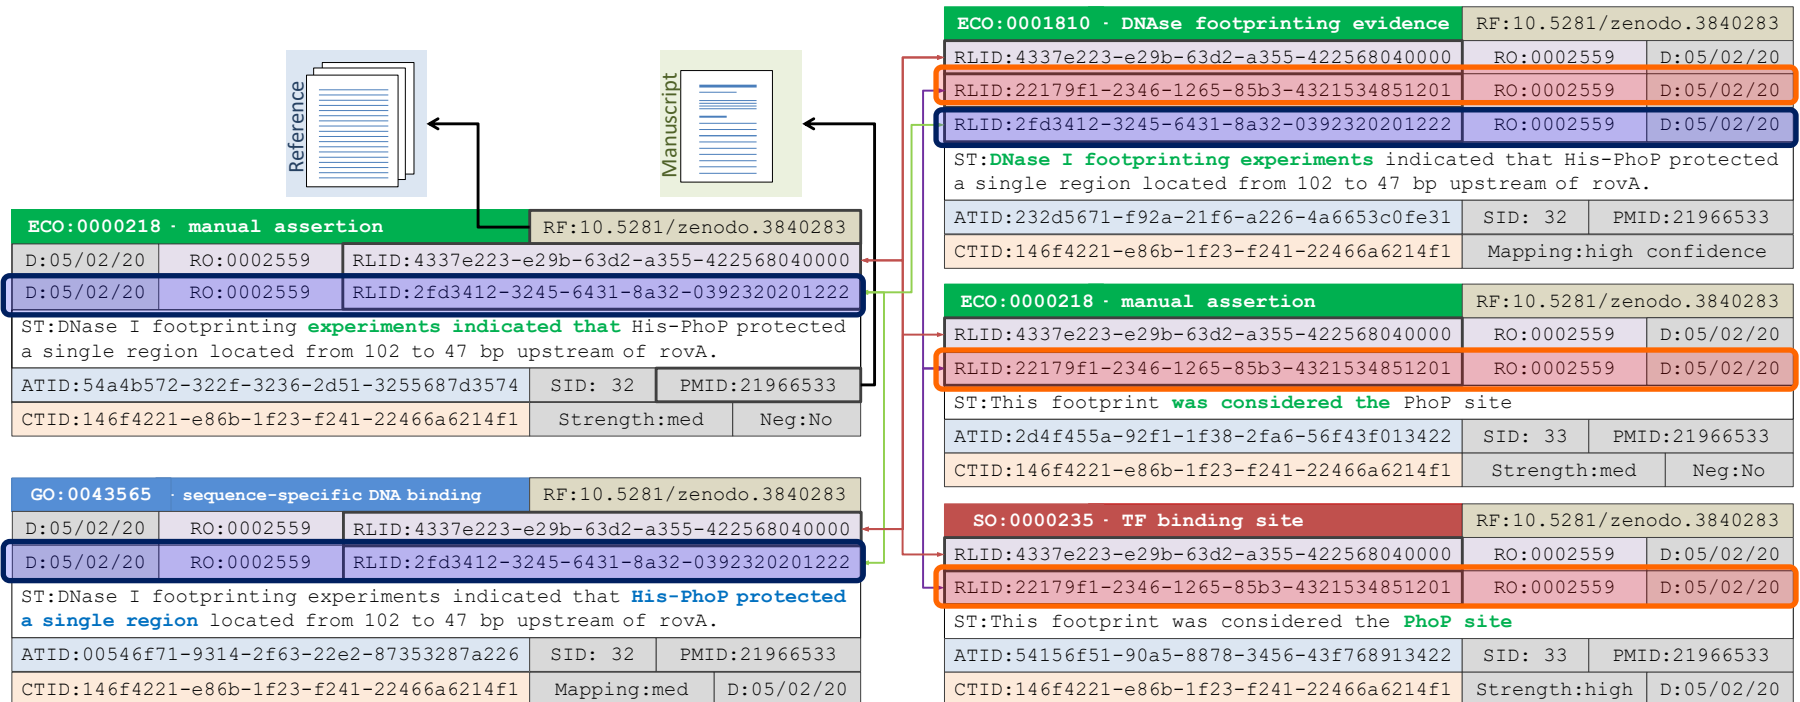 Reference
Manuscript
ECO:0000218 · manual assertion RF:10.5281/zenodo.3840283
D:05/02/20 RO:0002559 RLID:4337e223-e29b-63d2-a355-422568040000
D:05/02/20 RO:0002559 RLID:2fd3412-3245-6431-8a32-0392320201222
ST:DNase I footprinting experiments indicated that His-PhoP protected
a single region located from 102 to 47 bp upstream of rovA.
ATID:54a4b572-322f-3236-2d51-3255687d3574 SID: 32 PMID:21966533
CTID:146f4221-e86b-1f23-f241-22466a6214f1 Strength:med Neg:No
GO:0043565 · sequence-specific DNA binding RF:10.5281/zenodo.3840283
D:05/02/20 RO:0002559 RLID:4337e223-e29b-63d2-a355-422568040000
D:05/02/20 RO:0002559 RLID:2fd3412-3245-6431-8a32-0392320201222
ST:DNase I footprinting experiments indicated that His-PhoP protected
a single region located from 102 to 47 bp upstream of rovA.
ATID:00546f71-9314-2f63-22e2-87353287a226 SID: 32 PMID:21966533
CTID:146f4221-e86b-1f23-f241-22466a6214f1 Mapping:med D:05/02/20
ECO:0001810 · DNAse footprinting evidence RF:10.5281/zenodo.3840283
RLID:4337e223-e29b-63d2-a355-422568040000 RO:0002559 D:05/02/20
RLID:22179f1-2346-1265-85b3-4321534851201 RO:0002559 D:05/02/20
RLID:2fd3412-3245-6431-8a32-0392320201222 RO:0002559 D:05/02/20
ST:DNase I footprinting experiments indicated that His-PhoP protected
a single region located from 102 to 47 bp upstream of rovA.
ATID:232d5671-f92a-21f6-a226-4a6653c0fe31 SID: 32 PMID:21966533
CTID:146f4221-e86b-1f23-f241-22466a6214f1 Mapping:high confidence
ECO:0000218 · manual assertion RF:10.5281/zenodo.3840283
RLID:4337e223-e29b-63d2-a355-422568040000 RO:0002559 D:05/02/20
RLID:22179f1-2346-1265-85b3-4321534851201 RO:0002559 D:05/02/20
ST:This footprint was considered the PhoP site
ATID:2d4f455a-92f1-1f38-2fa6-56f43f013422 SID: 33 PMID:21966533
CTID:146f4221-e86b-1f23-f241-22466a6214f1 Strength:med Neg:No
SO:0000235 · TF binding site RF:10.5281/zenodo.3840283
RLID:4337e223-e29b-63d2-a355-422568040000 RO:0002559 D:05/02/20
RLID:22179f1-2346-1265-85b3-4321534851201 RO:0002559 D:05/02/20
ST:This footprint was considered the PhoP site
ATID:54156f51-90a5-8878-3456-43f768913422 SID: 33 PMID:21966533
CTID:146f4221-e86b-1f23-f241-22466a6214f1 Strength:high D:05/02/20